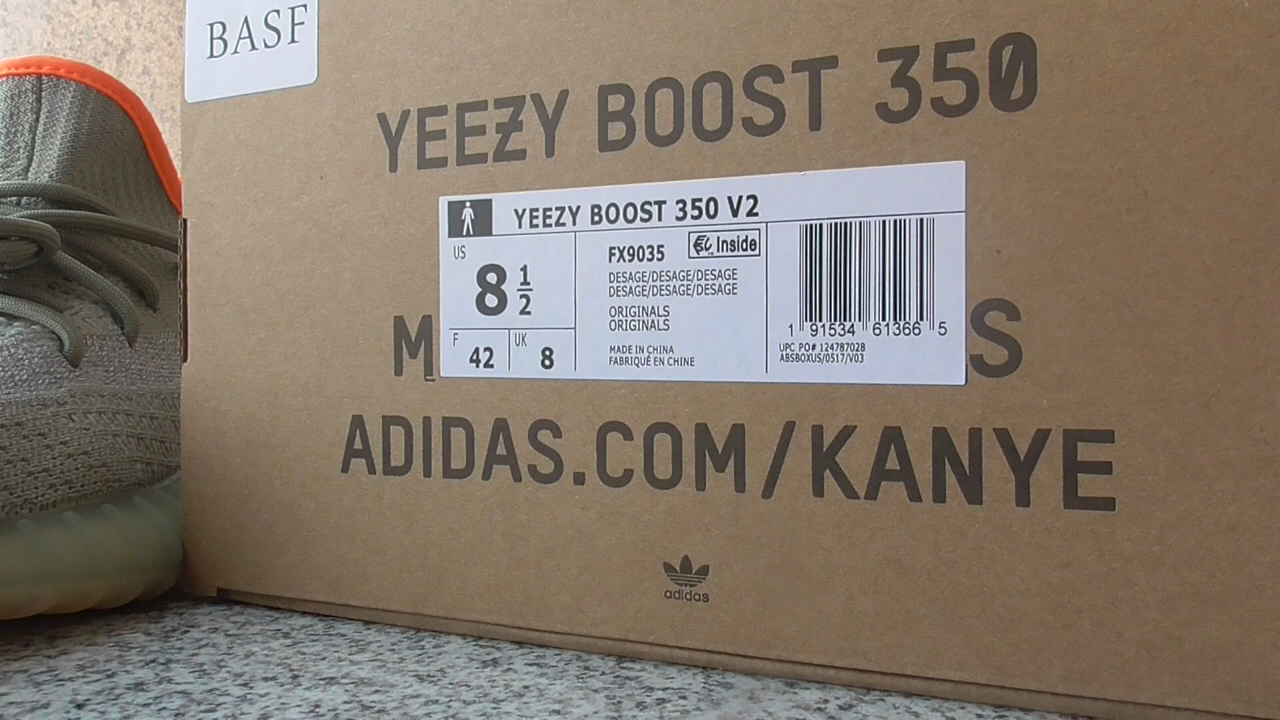 BASF
YEEZY BOOST 350
YEEZY BOOST 350 V2
US
8 1/2
F
42
UK
8
FX9035
Inside
DESAGE/DESAGE/DESAGE
DESAGE/DESAGE/DESAGE
ORIGINALS
ORIGINALS
MADE IN CHINA
FABRIQUÉ EN CHINE
1 91534 61366 5
UPC PO# 124787028
ABSBOXUS/0517/V03
M S
ADIDAS.COM/KANYE
adidas